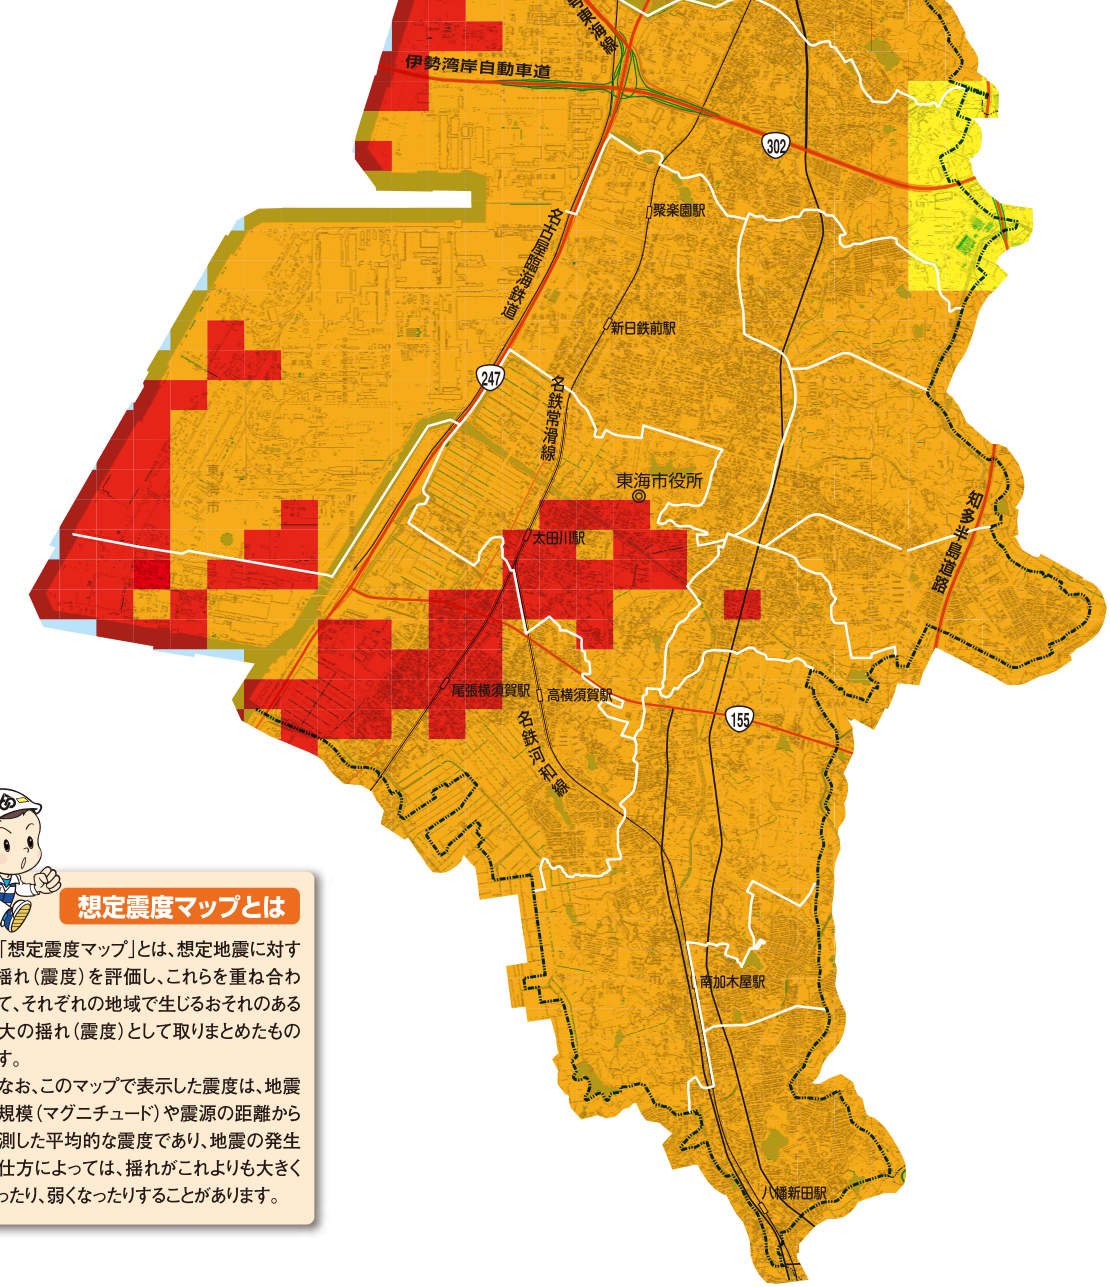 号東海線
伊勢湾岸自動車道
302
聚楽園駅
名古屋臨海鉄道
新日鉄前駅
247
名鉄常滑線
東海市
東海市役所
知多半島道路
太田川駅
尾張横須賀駅
高横須賀駅
155
名鉄河和線
南加木屋駅
八幡新田駅
想定震度マップとは
「想定震度マップ」とは、想定地震に対す
揺れ(震度)を評価し、これらを重ね合わ
て、それぞれの地域で生じるおそれのある
大の揺れ(震度)として取りまとめたもの
す。
なお、このマップで表示した震度は、地震
規模(マグニチュード)や震源の距離から
測した平均的な震度であり、地震の発生
仕方によっては、揺れがこれよりも大きく
ったり、弱くなったりすることがあります。